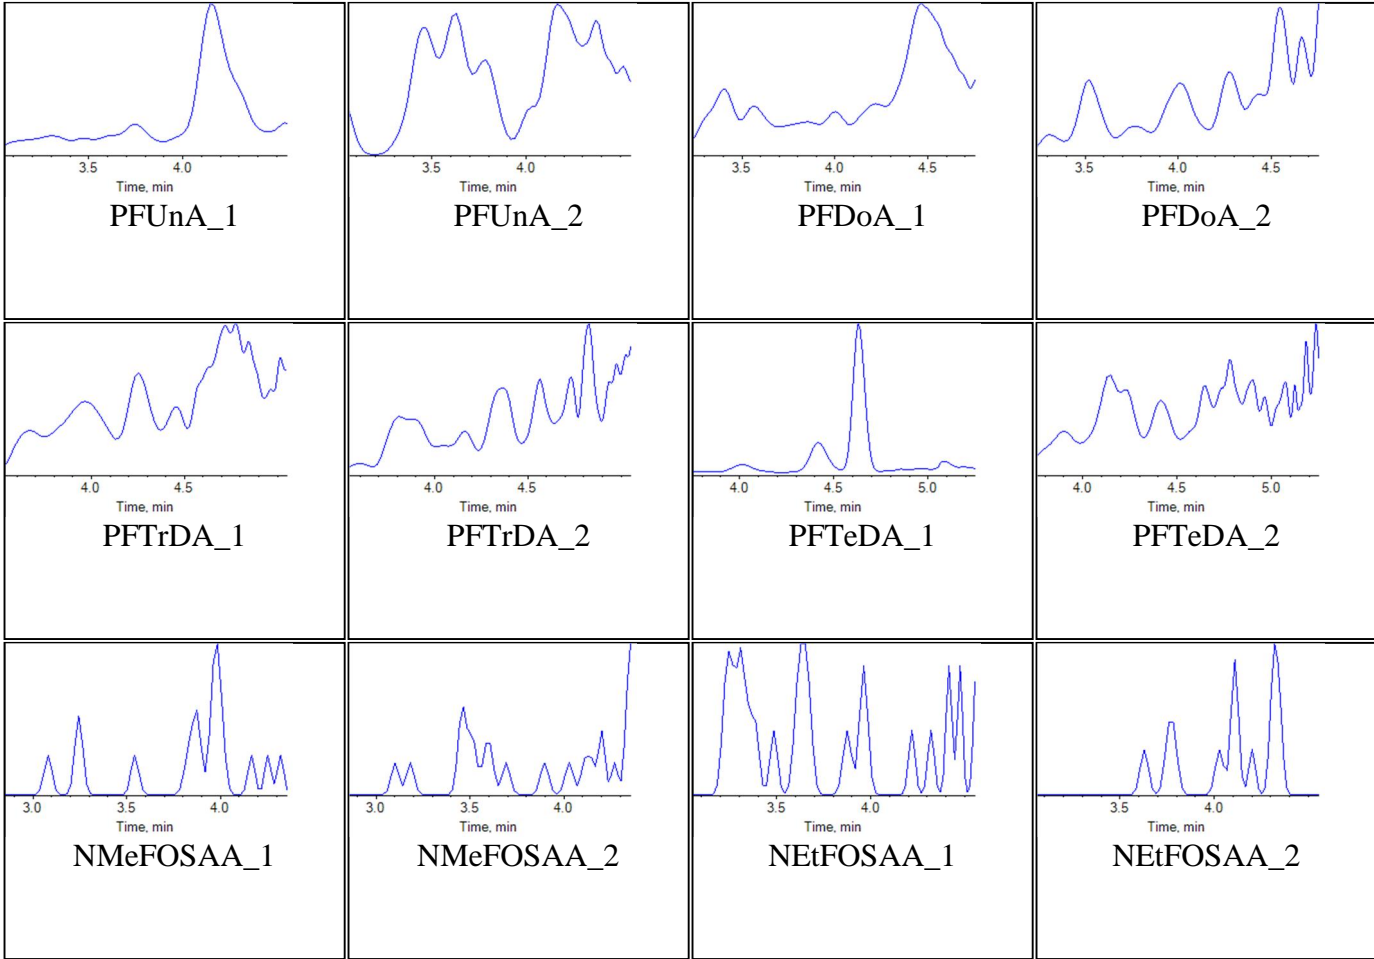 3.5 4.0
Time, min
PFUnA_1
3.5 4.0
Time, min
PFUnA_2
3.5 4.0 4.5
Time, min
PFDoA_1
3.5 4.0 4.5
Time, min
PFDoA_2
4.0 4.5
Time, min
PFTrDA_1
4.0 4.5
Time, min
PFTrDA_2
4.0 4.5 5.0
Time, min
PFTeDA_1
4.0 4.5 5.0
Time, min
PFTeDA_2
3.0 3.5 4.0
Time, min
NMeFOSAA_1
3.0 3.5 4.0
Time, min
NMeFOSAA_2
3.5 4.0
Time, min
NEtFOSAA_1
3.5 4.0
Time, min
NEtFOSAA_2